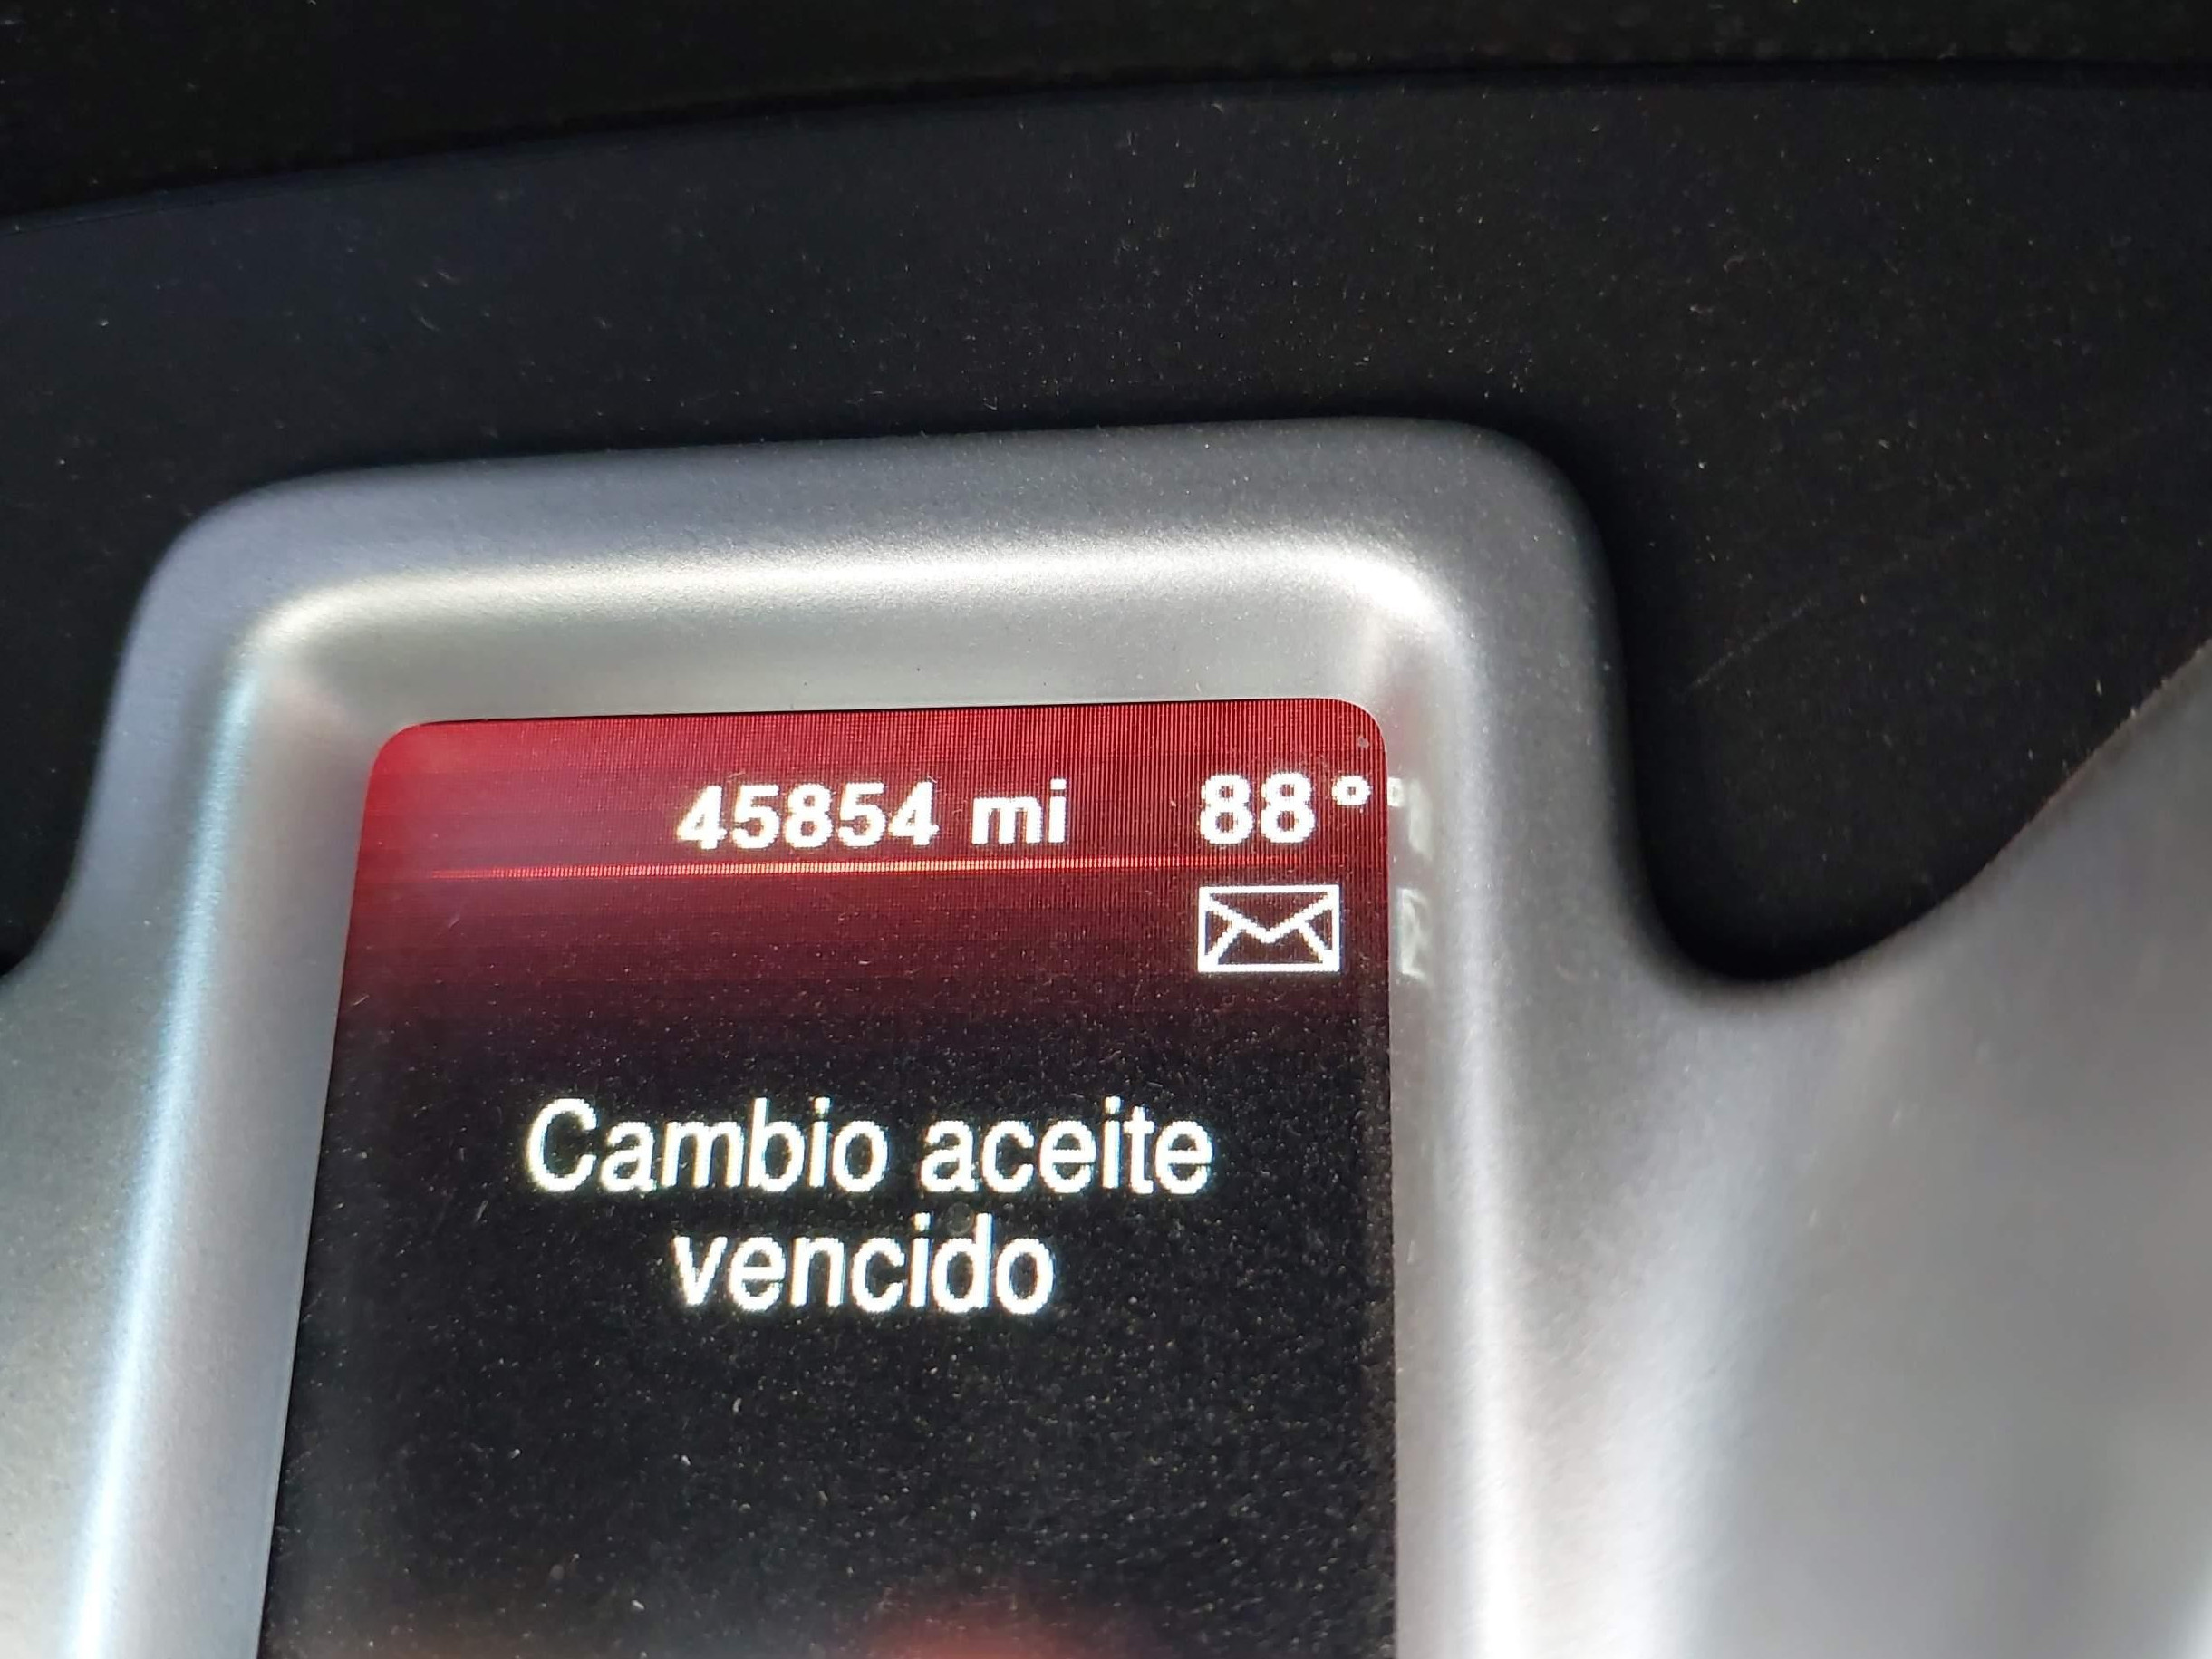 45854 mi 88°
Cambio aceite
vencido